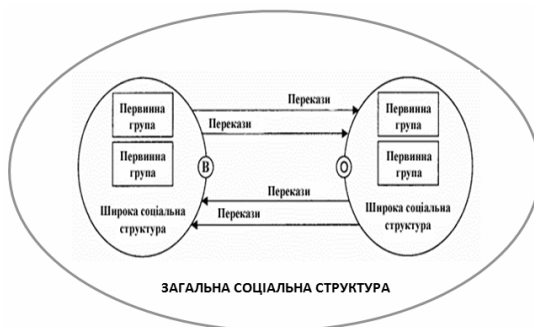 Первинна
група
Первинна
група
В
Широка соціальна
структура
Перекази
Перекази
Перекази
Перекази
Первинна
група
Первинна
група
О
Широка соціальна
структура
ЗАГАЛЬНА СОЦІАЛЬНА СТРУКТУРА